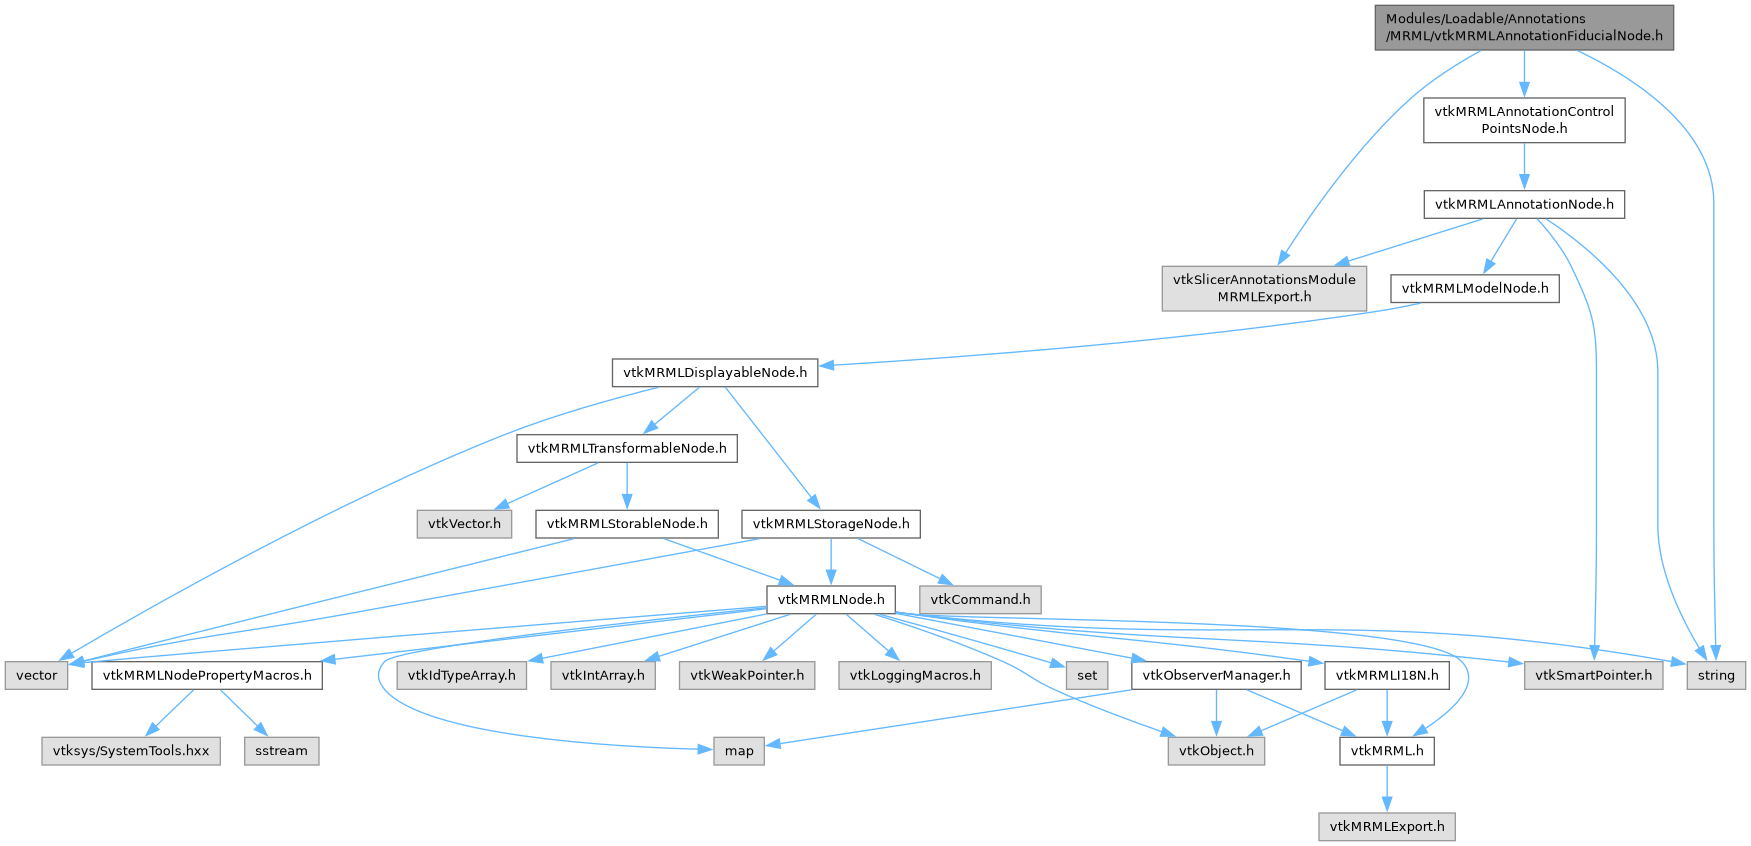 Modules/Loadable/Annotations
/MRML/vtkMRMLAnnotationFiducialNode.h
vtkMRMLAnnotationControl
PointsNode.h
vtkMRMLAnnotationNode.h
vtkSlicerAnnotationsModule
MRMLExport.h
vtkMRMLModelNode.h
vtkMRMLDisplayableNode.h
vtkMRMLTransformableNode.h
vtkVector.h
vtkMRMLStorableNode.h
vtkMRMLStorageNode.h
vtkMRMLNode.h
vtkCommand.h
vector
vtkMRMLNodePropertyMacros.h
vtkIdTypeArray.h
vtkIntArray.h
vtkWeakPointer.h
vtkLoggingMacros.h
set
vtkObserverManager.h
vtkMRMLI18N.h
vtkSmartPointer.h
string
vtksys/SystemTools.hxx
sstream
map
vtkObject.h
vtkMRML.h
vtkMRMLExport.h